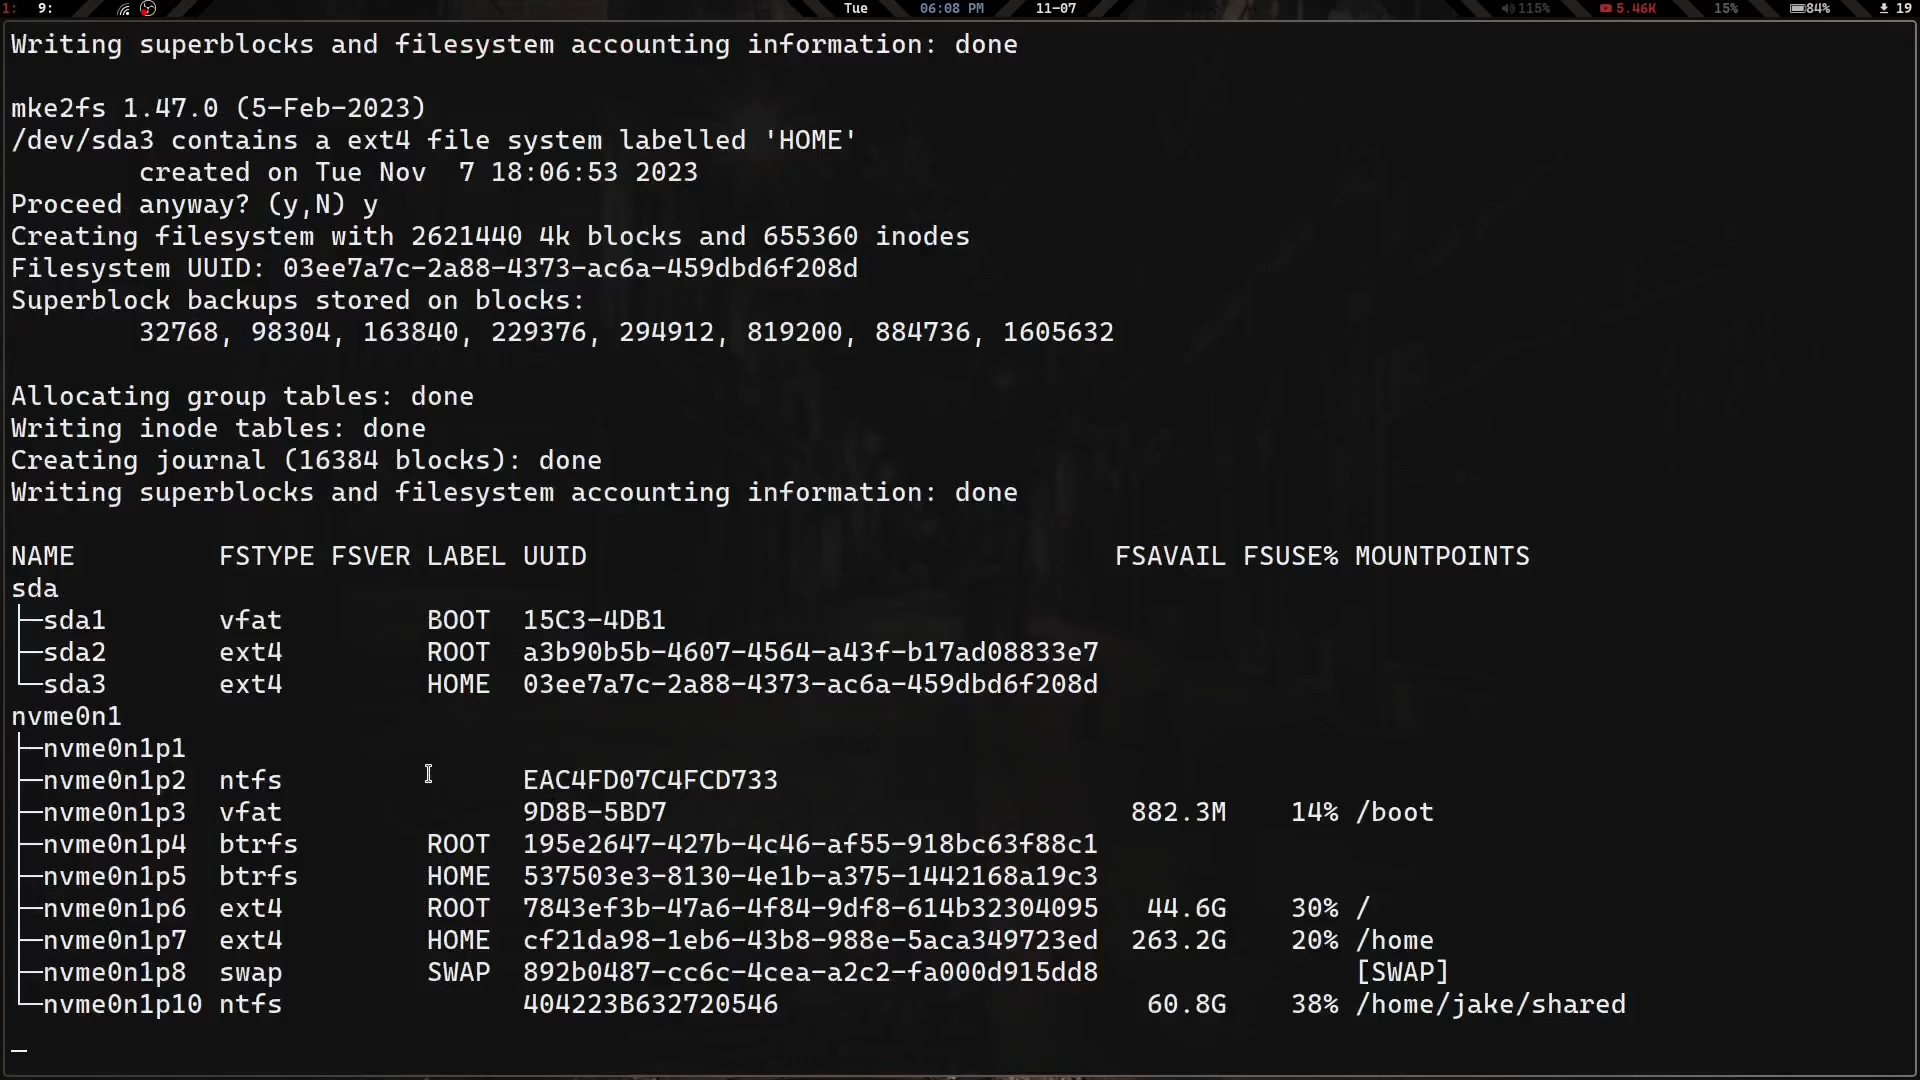 1: 9: Tue 06:08 PM 11-07 115% 5.46K 15% 84% 19
Writing superblocks and filesystem accounting information: done
mke2fs 1.47.0 (5-Feb-2023)
/dev/sda3 contains a ext4 file system labelled 'HOME'
created on Tue Nov  7 18:06:53 2023
Proceed anyway? (y,N) y
Creating filesystem with 2621440 4k blocks and 655360 inodes
Filesystem UUID: 03ee7a7c-2a88-4373-ac6a-459dbd6f208d
Superblock backups stored on blocks:
32768, 98304, 163840, 229376, 294912, 819200, 884736, 1605632
Allocating group tables: done
Writing inode tables: done
Creating journal (16384 blocks): done
Writing superblocks and filesystem accounting information: done
NAME FSTYPE FSVER LABEL UUID FSAVAIL FSUSE% MOUNTPOINTS
sda
├─sda1 vfat BOOT 15C3-4DB1
├─sda2 ext4 ROOT a3b90b5b-4607-4564-a43f-b17ad08833e7
└─sda3 ext4 HOME 03ee7a7c-2a88-4373-ac6a-459dbd6f208d
nvme0n1
├─nvme0n1p1
├─nvme0n1p2 ntfs EAC4FD07C4FCD733
├─nvme0n1p3 vfat 9D8B-5BD7 882.3M 14% /boot
├─nvme0n1p4 btrfs ROOT 195e2647-427b-4c46-af55-918bc63f88c1
├─nvme0n1p5 btrfs HOME 537503e3-8130-4e1b-a375-1442168a19c3
├─nvme0n1p6 ext4 ROOT 7843ef3b-47a6-4f84-9df8-614b32304095 44.6G 30% /
├─nvme0n1p7 ext4 HOME cf21da98-1eb6-43b8-988e-5aca349723ed 263.2G 20% /home
├─nvme0n1p8 swap SWAP 892b0487-cc6c-4cea-a2c2-fa000d915dd8 [SWAP]
└─nvme0n1p10 ntfs 404223B632720546 60.8G 38% /home/jake/shared